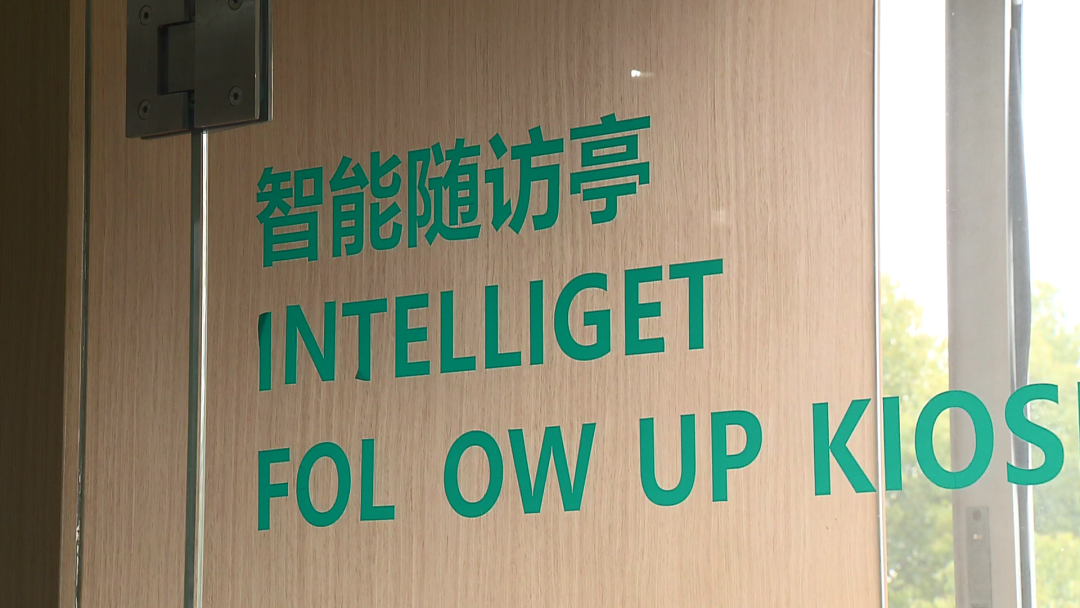 智能随访亭
INTELLIGET
FOL OW UP KIOS